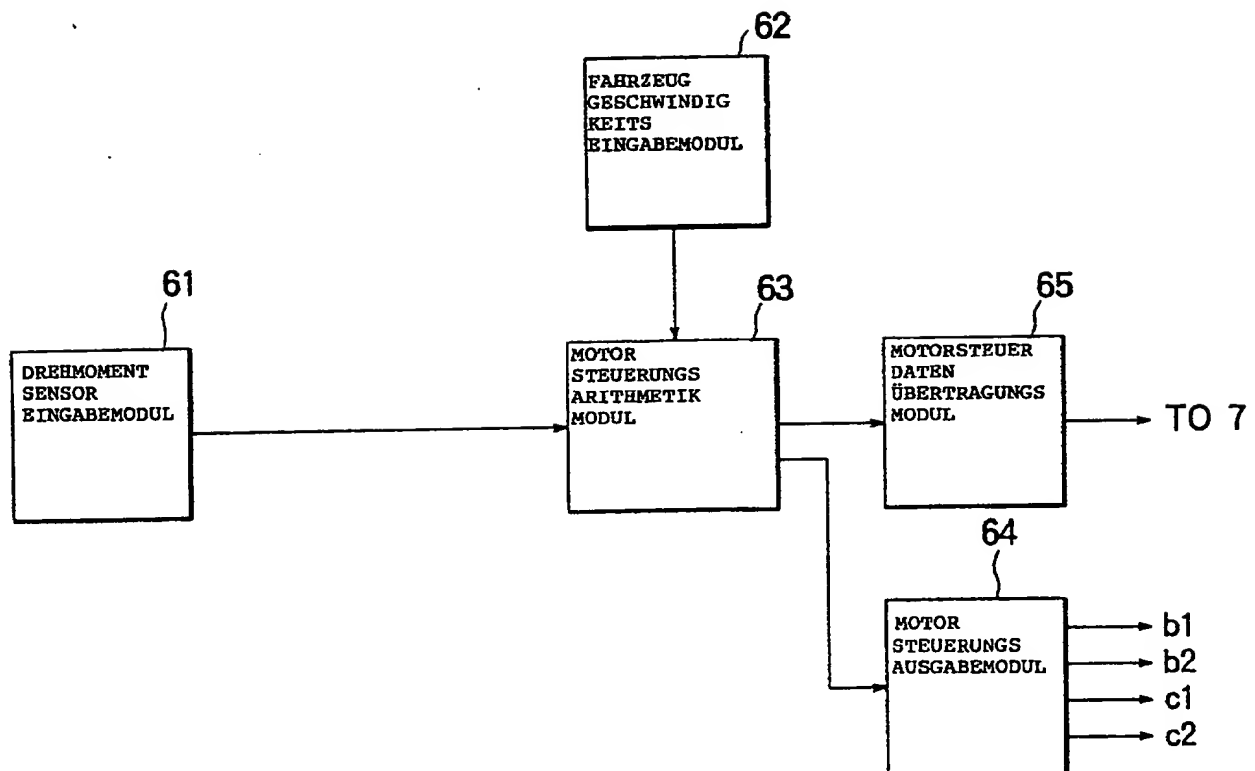 62
FAHRZEUG
GESCHWINDIG
KEITS
EINGABEMODUL
61
DREHMOMENT
SENSOR
EINGABEMODUL
63
MOTOR
STEUERUNGS
ARITHMETIK
MODUL
65
MOTORSTEUER
DATEN
ÜBERTRAGUNGS
MODUL
TO 7
64
MOTOR
STEUERUNGS
AUSGABEMODUL
b1
b2
c1
c2